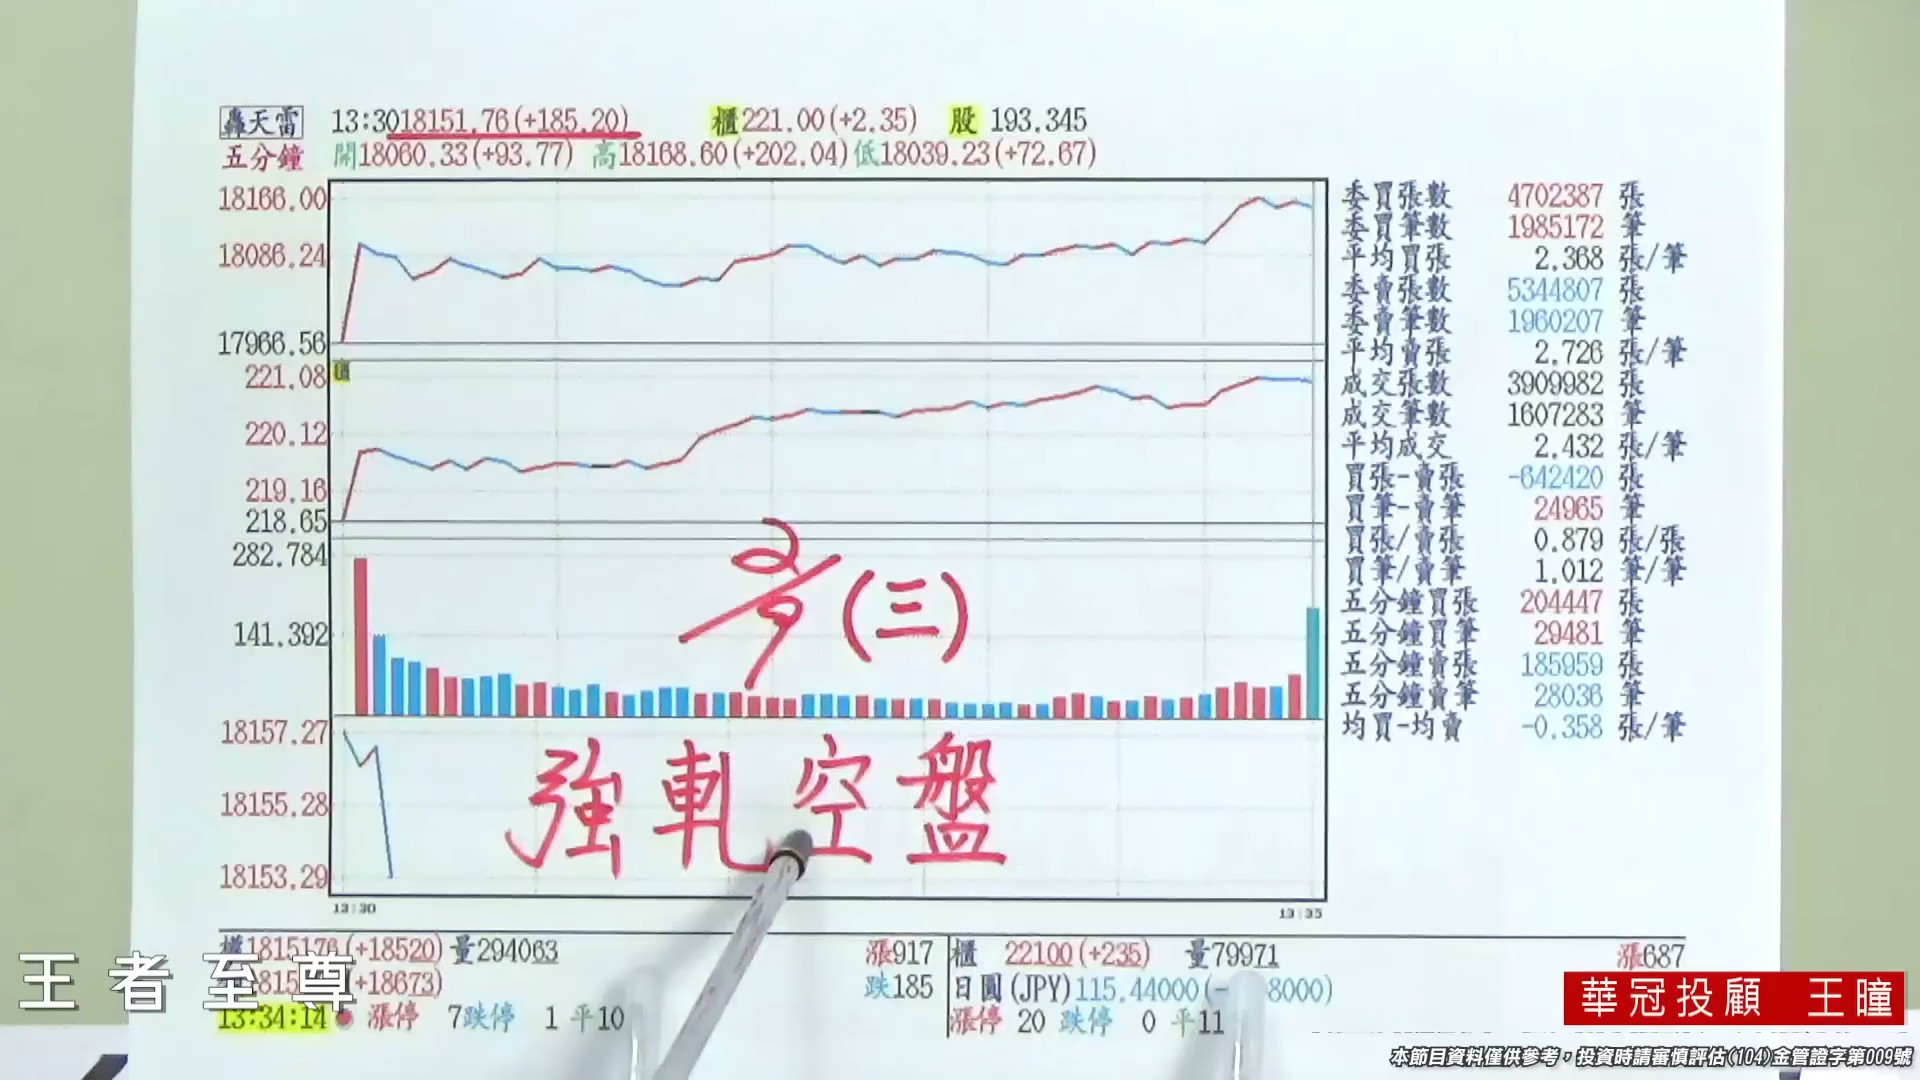 轟天雷 13:30 18151.76(+185.20) 櫃221.00(+2.35) 股 193.345
五分鐘 開18060.33(+93.77) 高18168.60(+202.04) 低18039.23(+72.67)
18166.00
18086.24
17966.56
221.08
220.12
219.16
218.65
282.784
141.392
18157.27
18155.28
18153.29
13:30
13:35
2/9(三)
強軋空盤
委買張數 4702387 張
委買筆數 1985172 筆
平均買張 2.368 張/筆
委賣張數 5344807 張
委賣筆數 1960207 筆
平均賣張 2.726 張/筆
成交張數 3909982 張
成交筆數 1607283 筆
平均成交 2.432 張/筆
買張-賣張 -642420 張
買筆-賣筆 24965 筆
買張/賣張 0.879 張/張
買筆/賣筆 1.012 筆/筆
五分鐘買張 204447 張
五分鐘買筆 29481 筆
五分鐘賣張 185959 張
五分鐘賣筆 28036 筆
均買-均賣 -0.358 張/筆
權1815176(+18520) 量294063 漲917 櫃 22100(+235) 量79971 漲687
(+18673) 跌185 日圓(JPY)115.44000
13:34:14 漲停 7跌停 1 平10 漲停 20 跌停 0 平11
王者至尊
華冠投顧 王曈
本節目資料僅供參考，投資時請審慎評估(104)金管證字第009號